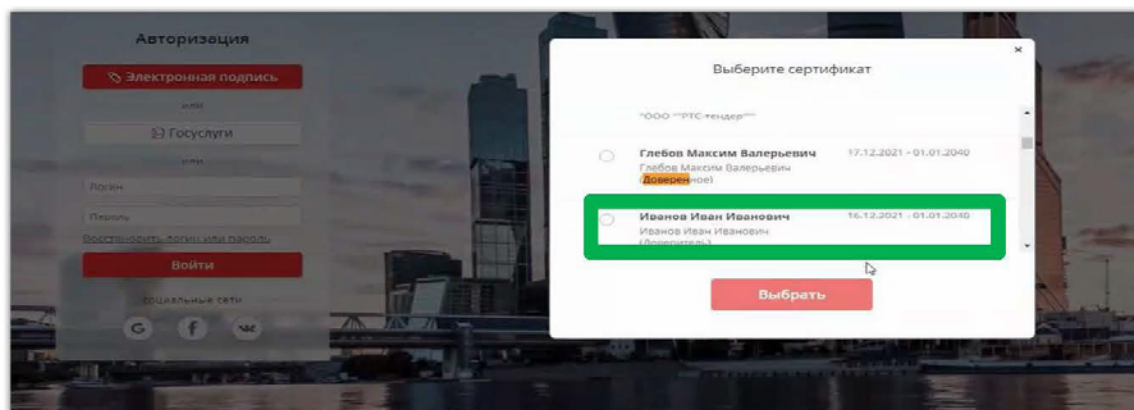 Авторизация
Электронная подпись
или
Госуслуги
или
Логин
Пароль
Восстановить логин или пароль
Войти
социальные сети
G f
×
Выберите сертификат
"ООО ""РТС-тендер"""
Глебов Максим Валерьевич 17.12.2021 - 01.01.2040
Глебов Максим Валерьевич
(Доверенное)
Иванов Иван Иванович 16.12.2021 - 01.01.2040
Иванов Иван Иванович
(Доверитель)
Выбрать